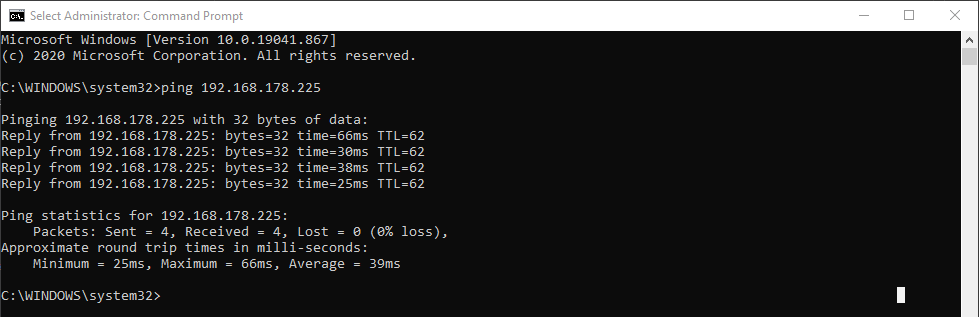 Select Administrator: Command Prompt
Microsoft Windows [Version 10.0.19041.867]
(c) 2020 Microsoft Corporation. All rights reserved.
C:\WINDOWS\system32>ping 192.168.178.225
Pinging 192.168.178.225 with 32 bytes of data:
Reply from 192.168.178.225: bytes=32 time=66ms TTL=62
Reply from 192.168.178.225: bytes=32 time=30ms TTL=62
Reply from 192.168.178.225: bytes=32 time=38ms TTL=62
Reply from 192.168.178.225: bytes=32 time=25ms TTL=62
Ping statistics for 192.168.178.225:
    Packets: Sent = 4, Received = 4, Lost = 0 (0% loss),
Approximate round trip times in milli-seconds:
    Minimum = 25ms, Maximum = 66ms, Average = 39ms
C:\WINDOWS\system32>